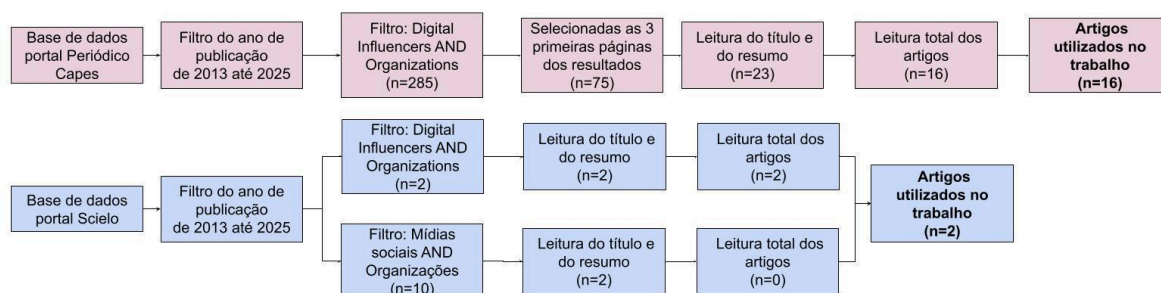 Base de dados
portal Periódico
Capes
Filtro do ano de
publicação
de 2013 até 2025
Filtro: Digital
Influencers AND
Organizations
(n=285)
Selecionadas as 3
primeiras páginas
dos resultados
(n=75)
Leitura do título e
do resumo
(n=23)
Leitura total dos
artigos
(n=16)
Artigos
utilizados no
trabalho
(n=16)
Base de dados
portal Scielo
Filtro do ano de
publicação
de 2013 até 2025
Filtro: Digital
Influencers AND
Organizations
(n=2)
Leitura do título e
do resumo
(n=2)
Leitura total dos
artigos
(n=2)
Filtro: Mídias
sociais AND
Organizações
(n=10)
Leitura do título e
do resumo
(n=2)
Leitura total dos
artigos
(n=0)
Artigos
utilizados no
trabalho
(n=2)